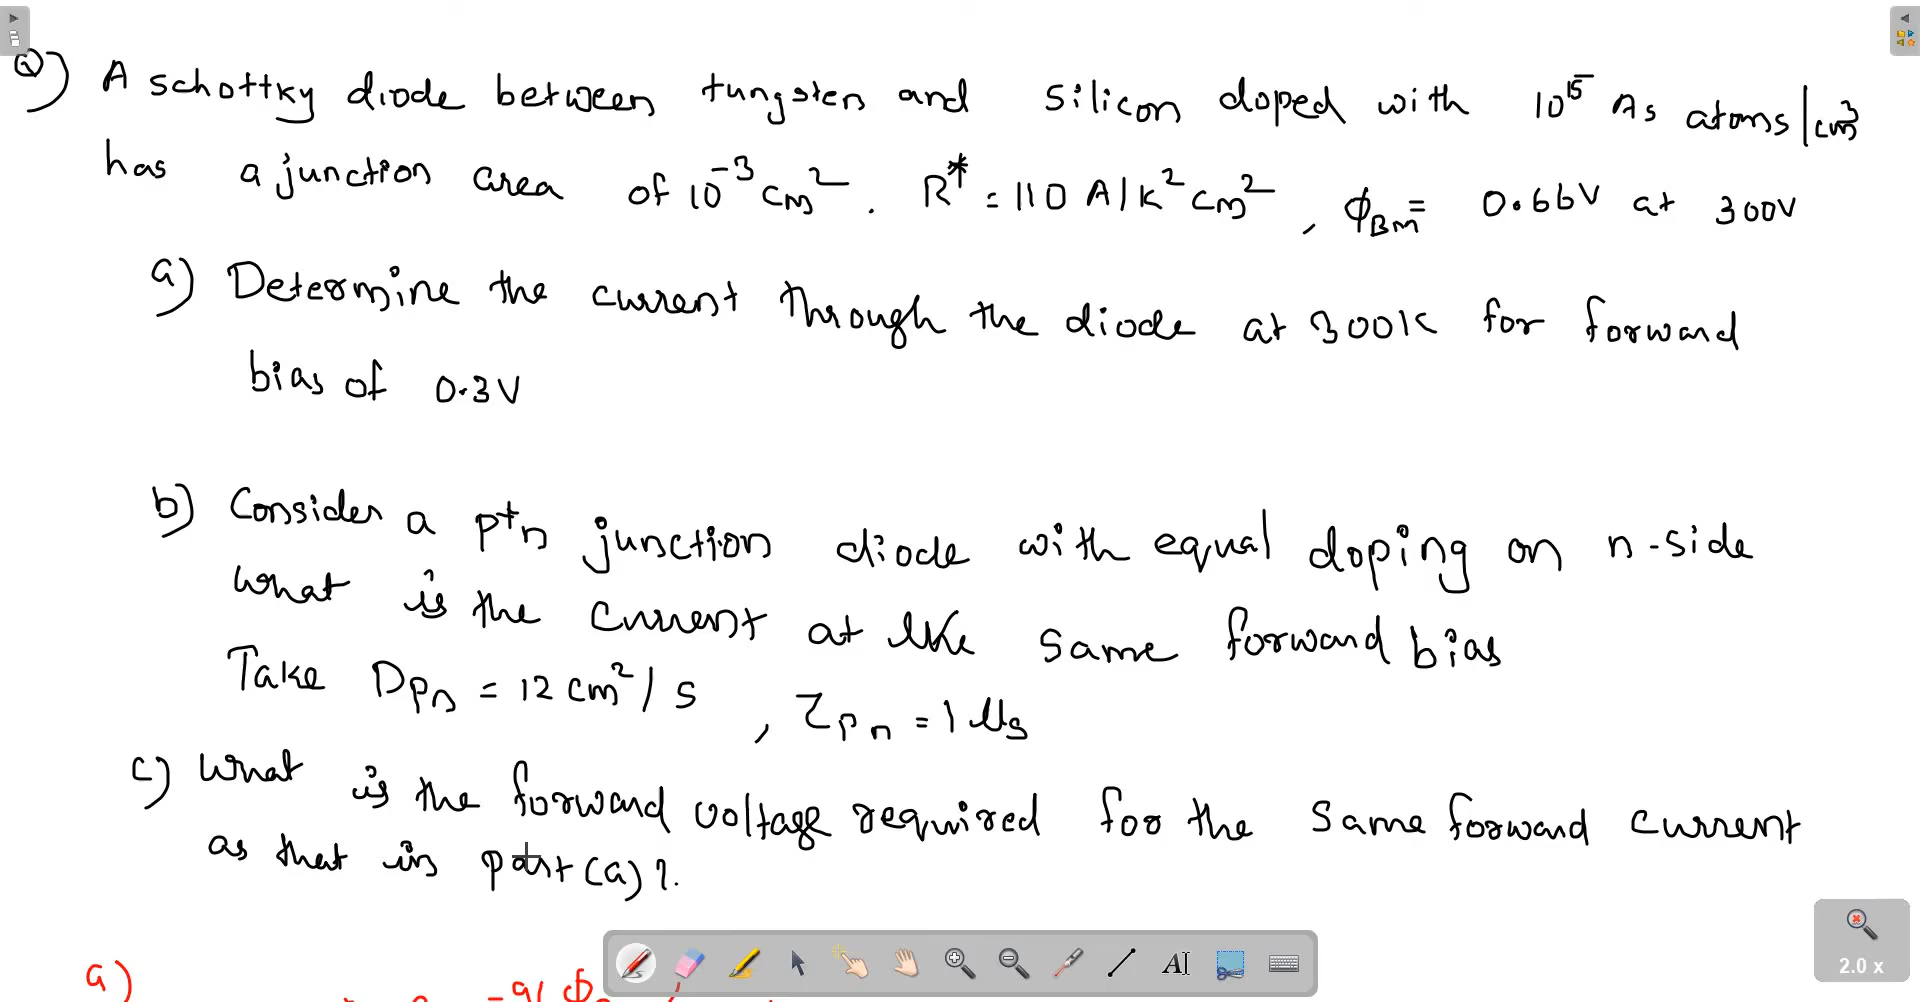 Q) A schottky diode between tungsten and silicon doped with 10^15 As atoms/cm^3
has a junction area of 10^-3 cm^2. R* = 110 A/K^2 cm^2, ϕBm = 0.66V at 300V
a) Determine the current through the diode at 300K for forward
bias of 0.3V
b) Consider a p+n junction diode with equal doping on n-side
what is the current at the same forward bias
Take Dpn = 12 cm^2/s, τpn = 1 μs
c) what is the forward voltage required for the same forward current
as that in part (a)?
a)
2.0 x